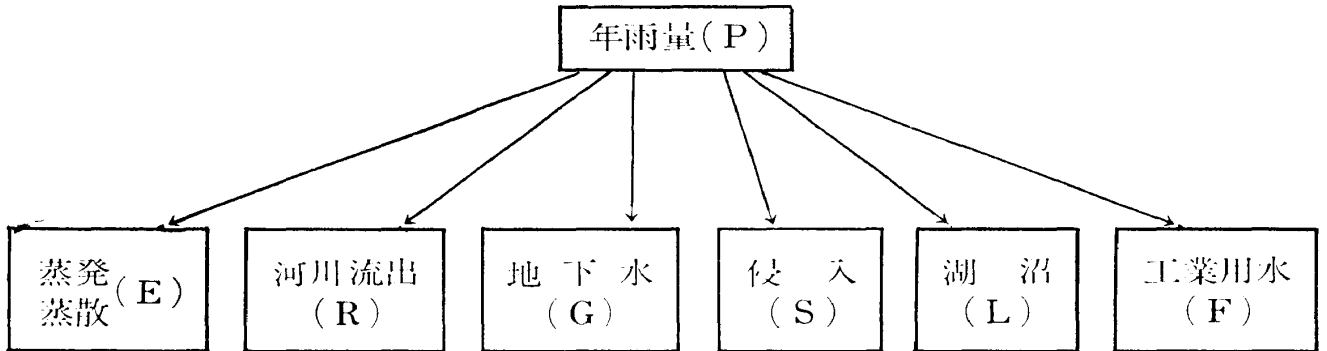 年雨量(P)
蒸発
蒸散
(E)
河川流出
(R)
地下水
(G)
侵入
(S)
湖沼
(L)
工業用水
(F)